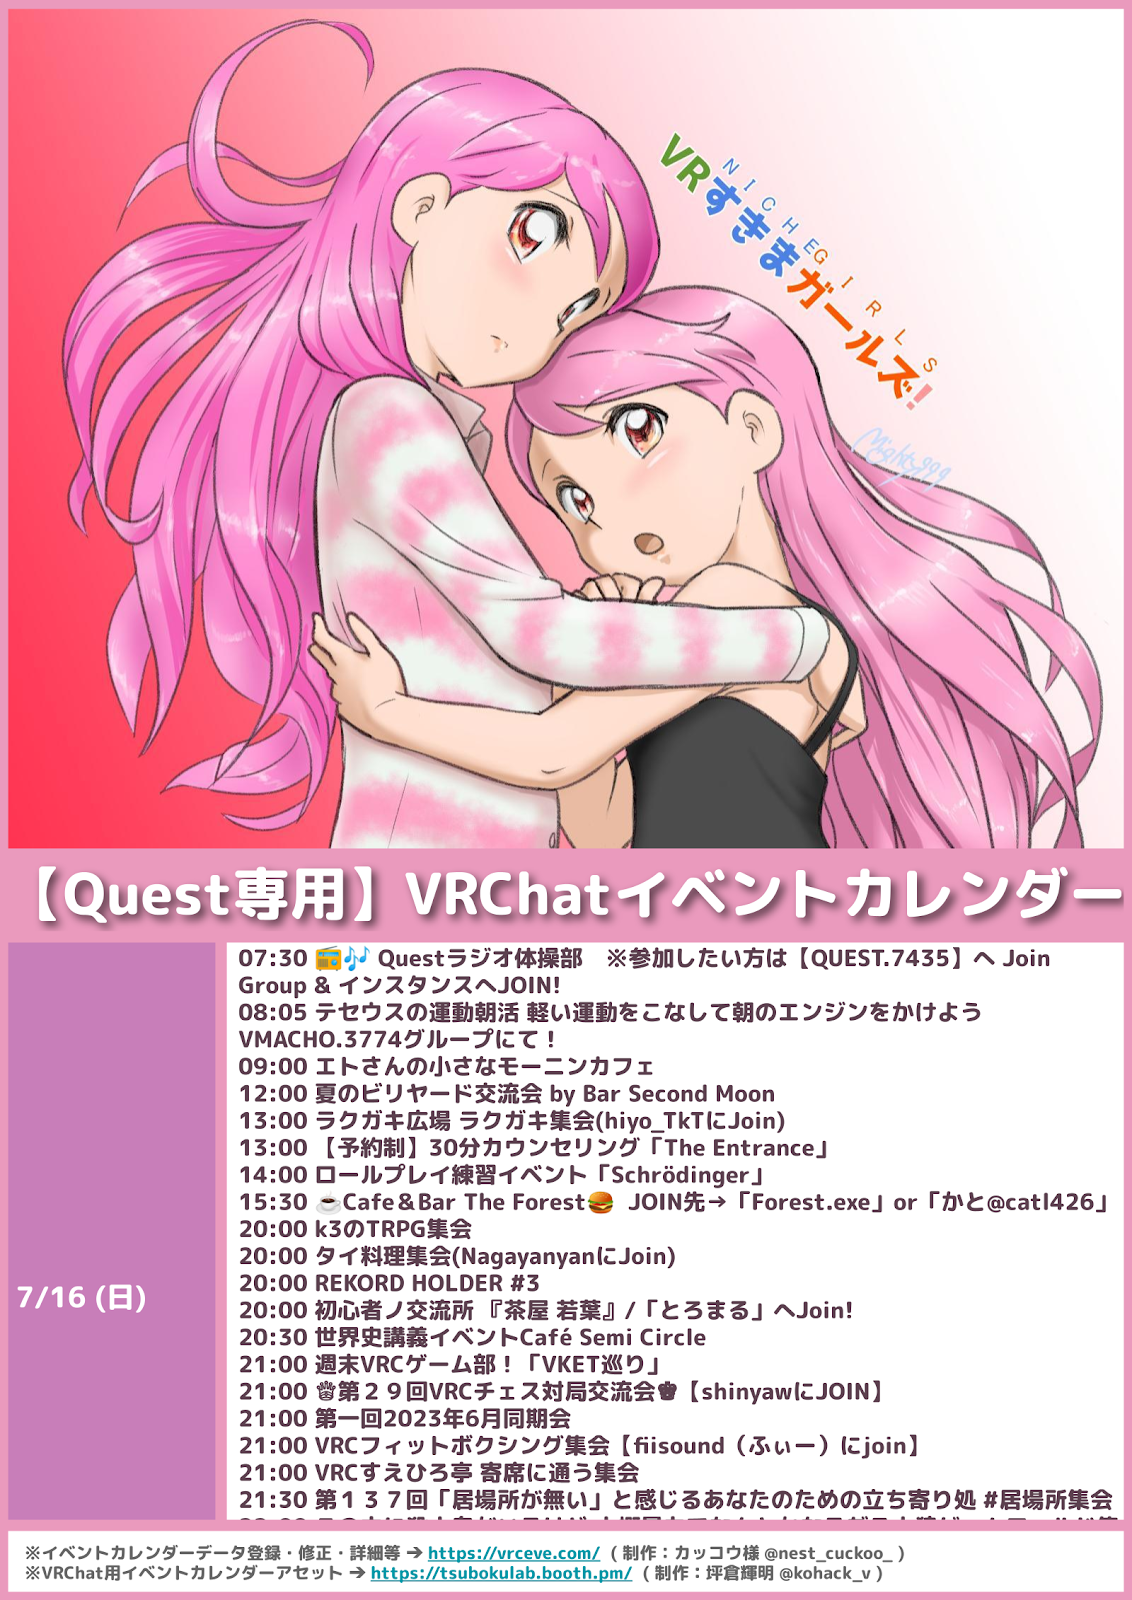 VRすきまガールズ!
NICHEGIRLS
Mighty999
【Quest専用】VRChatイベントカレンダー
7/16 (日)
07:30 📻🎶 Questラジオ体操部　※参加したい方は【QUEST.7435】へ Join
Group & インスタンスへJOIN!
08:05 テセウスの運動朝活 軽い運動をこなして朝のエンジンをかけよう
VMACHO.3774グループにて！
09:00 エトさんの小さなモーニンカフェ
12:00 夏のビリヤード交流会 by Bar Second Moon
13:00 ラクガキ広場 ラクガキ集会(hiyo_TkTにJoin)
13:00 【予約制】30分カウンセリング「The Entrance」
14:00 ロールプレイ練習イベント「Schrödinger」
15:30 ☕Cafe＆Bar The Forest🍔 JOIN先→「Forest.exe」or「かと@catl426」
20:00 k3のTRPG集会
20:00 タイ料理集会(NagayanyanにJoin)
20:00 REKORD HOLDER #3
20:00 初心者ノ交流所 『茶屋 若葉』/「とろまる」へJoin!
20:30 世界史講義イベントCafé Semi Circle
21:00 週末VRCゲーム部！「VKET巡り」
21:00 ♕第２９回VRCチェス対局交流会♚【shinyawにJOIN】
21:00 第一回2023年6月同期会
21:00 VRCフィットボクシング集会【fiisound（ふぃー）にjoin】
21:00 VRCすえひろ亭 寄席に通う集会
21:30 第１３７回「居場所が無い」と感じるあなたのための立ち寄り処 #居場所集会
※イベントカレンダーデータ登録・修正・詳細等 ➔ https://vrceve.com/ ( 制作：カッコウ様 @nest_cuckoo_ )
※VRChat用イベントカレンダーアセット ➔ https://tsubokulab.booth.pm/ ( 制作：坪倉輝明 @kohack_v )